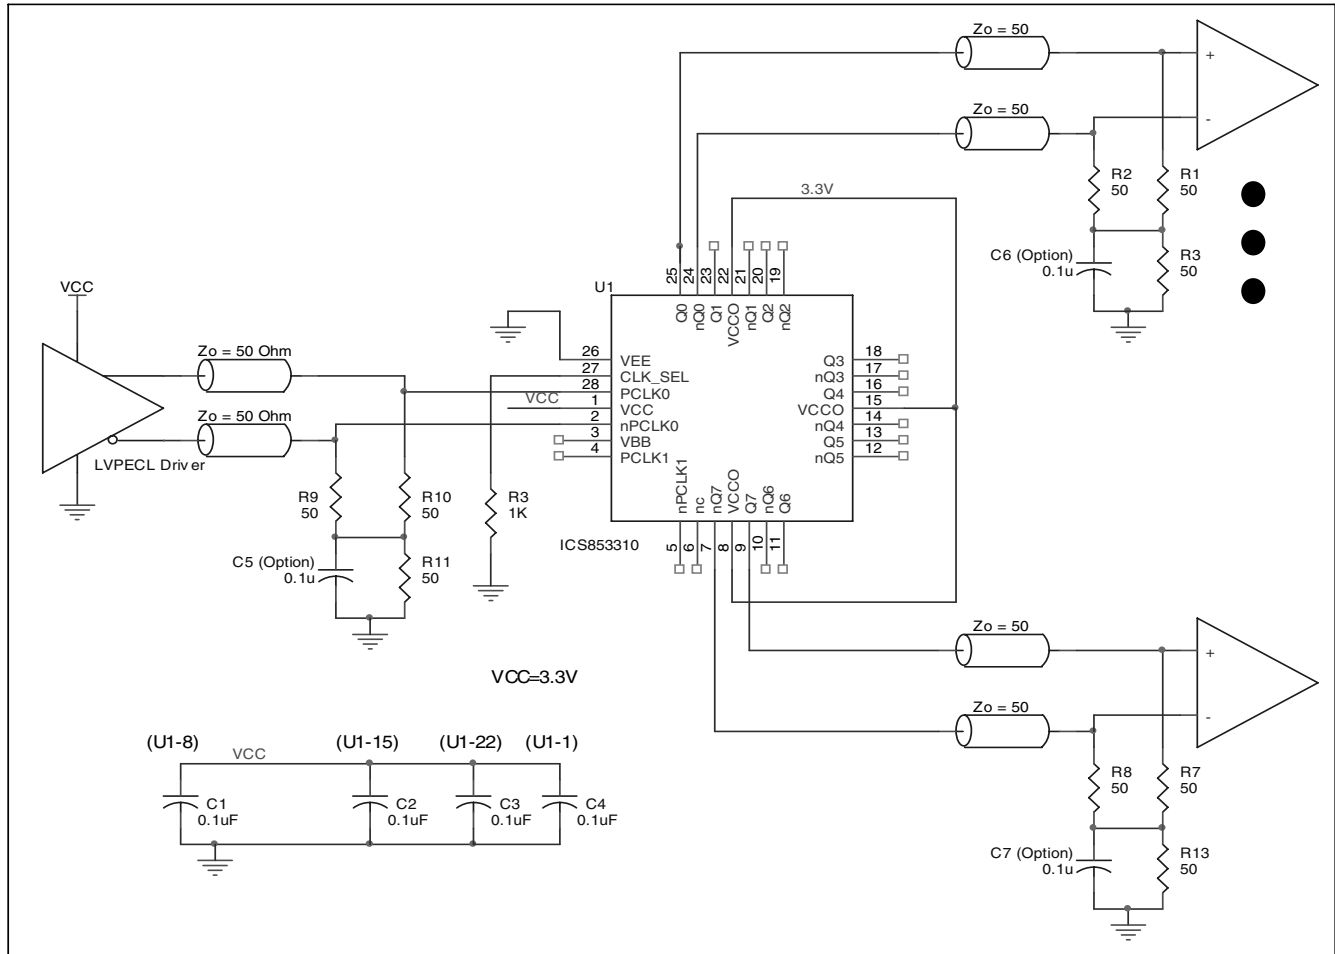 Zo = 50
+
Zo = 50
-
R2
50
R1
50
3.3V
C6 (Option)
0.1u
R3
50
VCC
Zo = 50 Ohm
Zo = 50 Ohm
LVPECL Driver
R9
50
R10
50
C5 (Option)
0.1u
R11
50
R3
1K
VCC
U1
25
24
23
22
21
20
19
Q0
nQ0
Q1
VCCO
nQ1
Q2
nQ2
26
VEE
27
CLK_SEL
28
PCLK0
1
VCC
2
nPCLK0
3
VBB
4
PCLK1
Q3
18
nQ3
17
Q4
16
VCCO
15
nQ4
14
Q5
13
nQ5
12
nPCLK1
nc
nQ7
VCCO
Q7
nQ6
Q6
5
6
7
8
9
10
11
ICS853310
Zo = 50
+
Zo = 50
-
R8
50
R7
50
C7 (Option)
0.1u
R13
50
VCC=3.3V
(U1-8)
(U1-15)
(U1-22)
(U1-1)
VCC
C1
0.1uF
C2
0.1uF
C3
0.1uF
C4
0.1uF